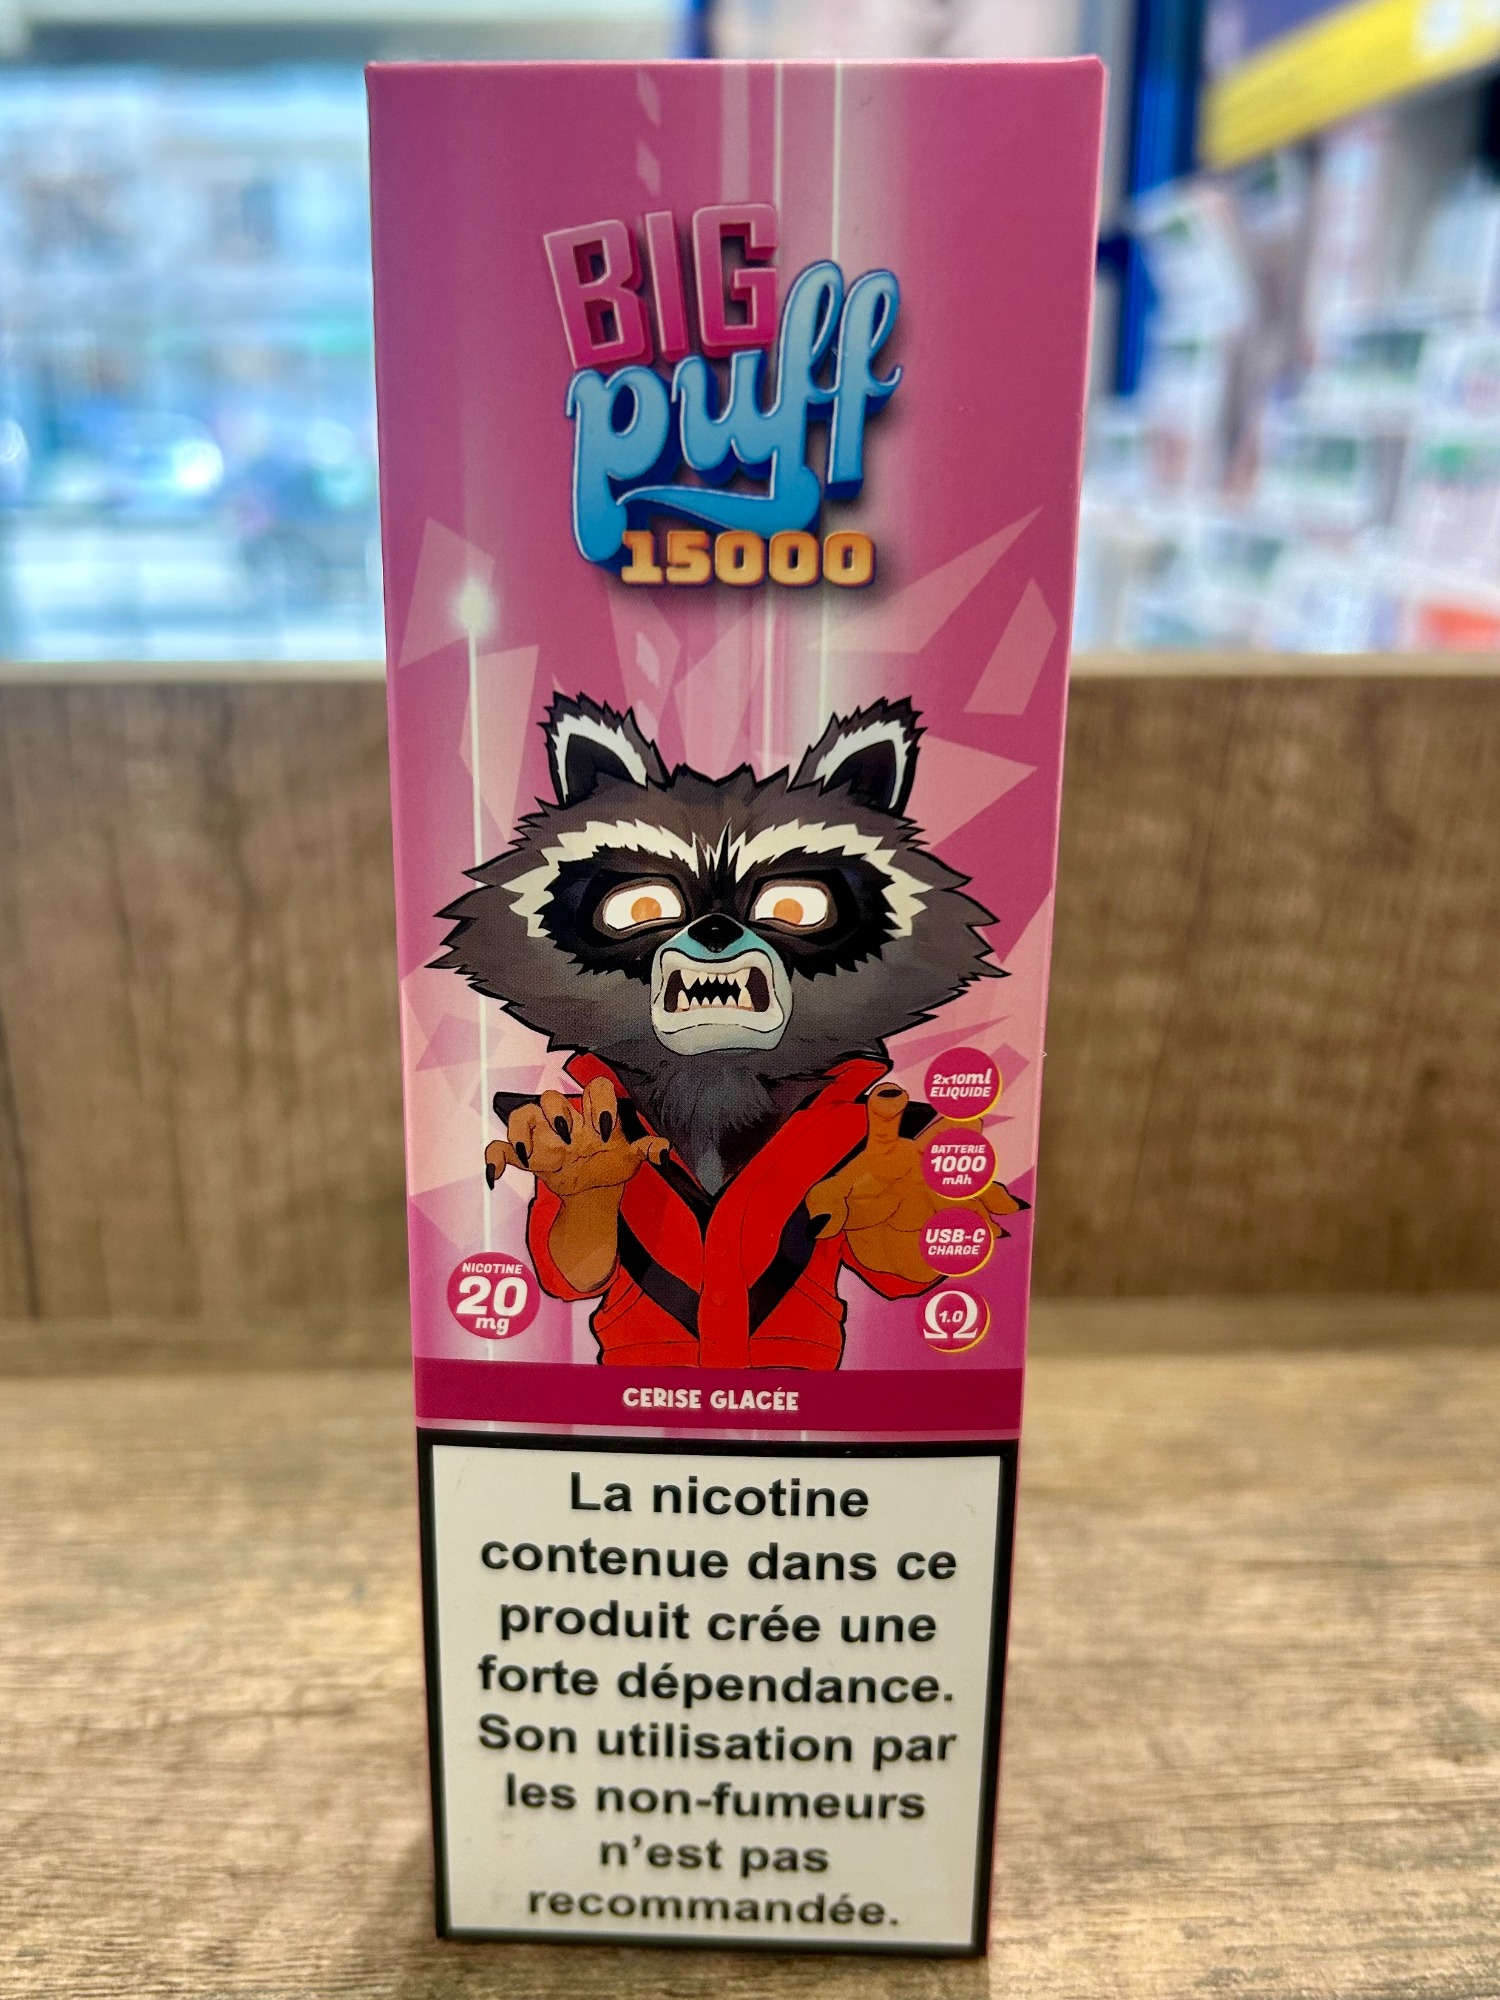 BIG
puff
15000
2x10ml
ELIQUIDE
BATTERIE
1000
mAh
USB-C
CHARGE
NICOTINE
20
mg
1.0
Ω
CERISE GLACÉE
La nicotine
contenue dans ce
produit crée une
forte dépendance.
Son utilisation par
les non-fumeurs
n'est pas
recommandée.